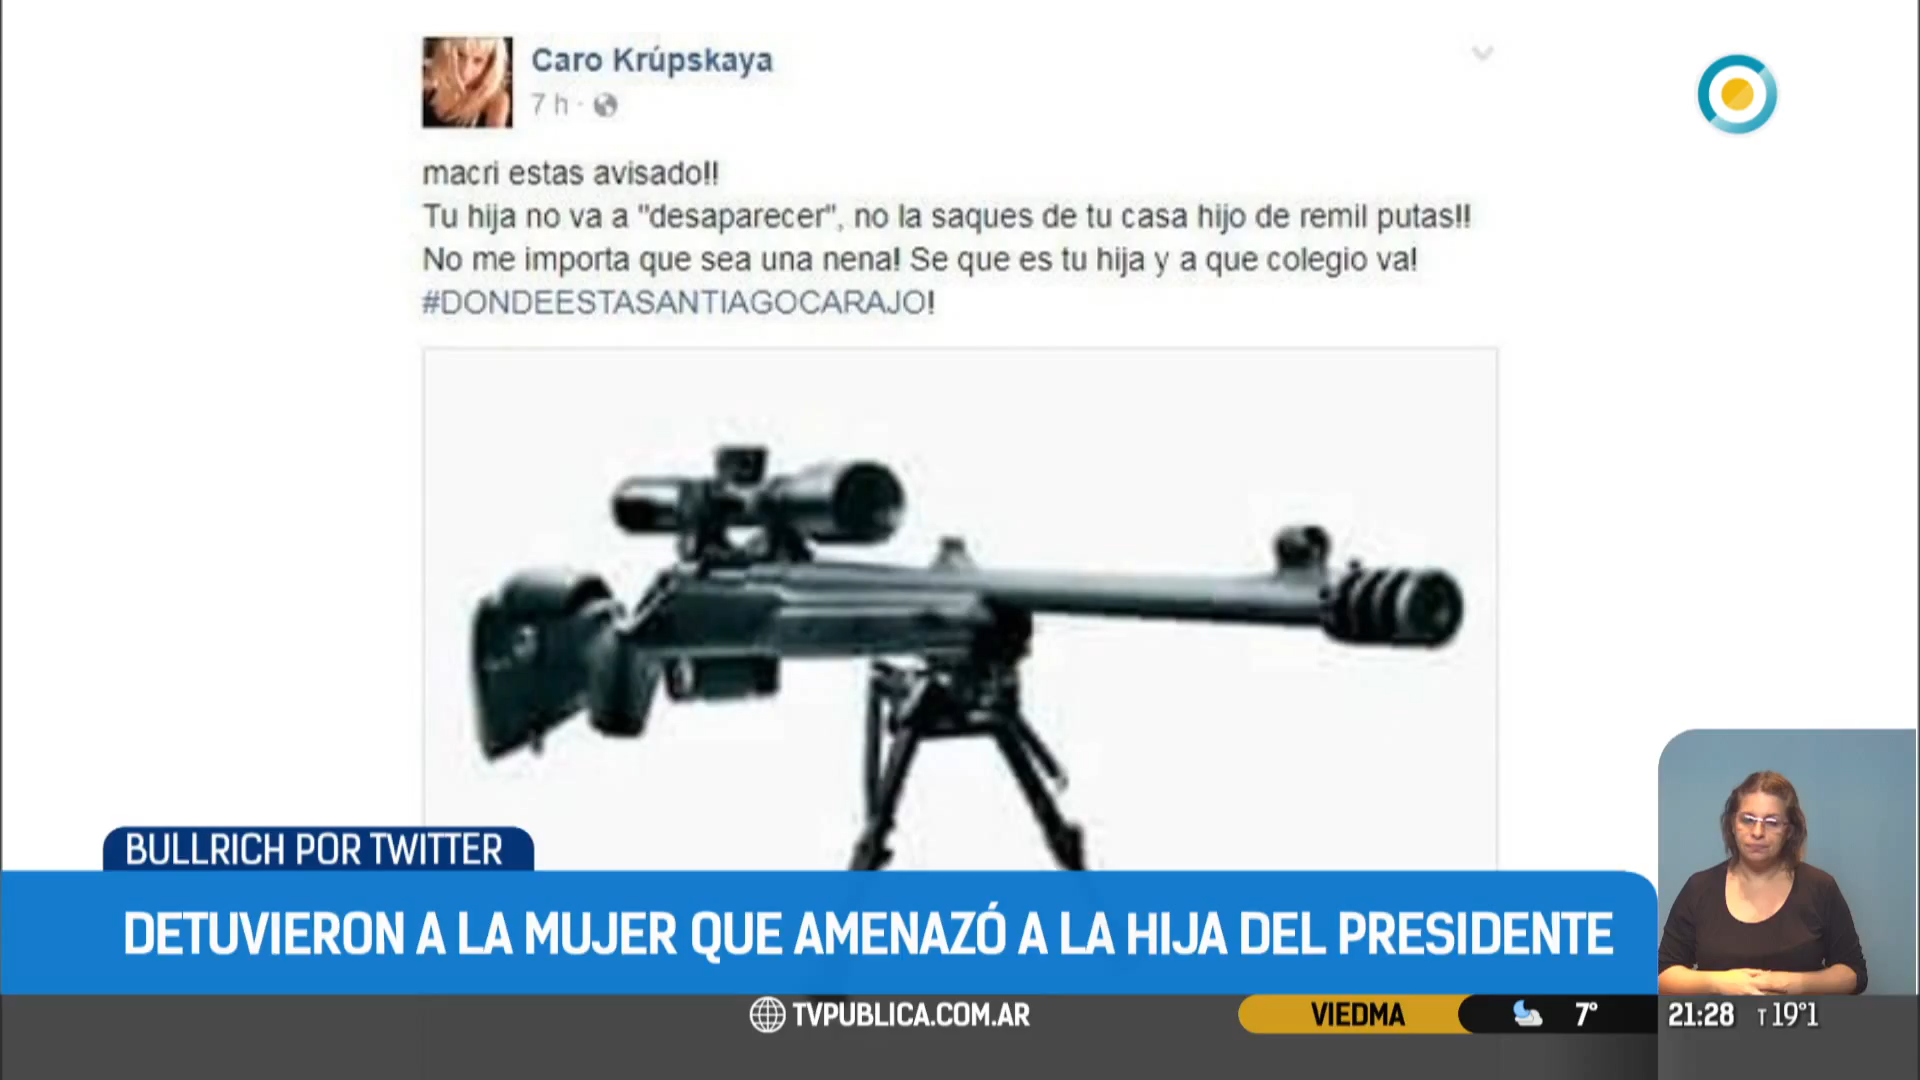 Caro Krúpskaya
7 h ·
macri estas avisado!!
Tu hija no va a "desaparecer", no la saques de tu casa hijo de remil putas!!
No me importa que sea una nena! Se que es tu hija y a que colegio va!
#DONDEESTASANTIAGOCARAJO!
BULLRICH POR TWITTER
DETUVIERON A LA MUJER QUE AMENAZÓ A LA HIJA DEL PRESIDENTE
TVPUBLICA.COM.AR
VIEDMA 7°
21:28 T 19°1